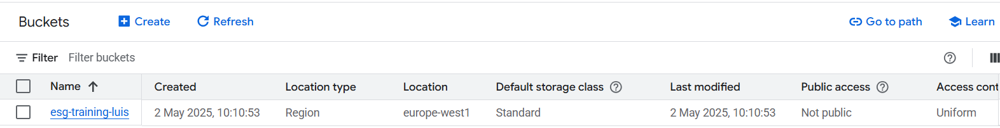 Buckets Create Refresh Go to path Learn
Filter Filter buckets
Name Created Location type Location Default storage class Last modified Public access Access cont
esg-training-luis 2 May 2025, 10:10:53 Region europe-west1 Standard 2 May 2025, 10:10:53 Not public Uniform